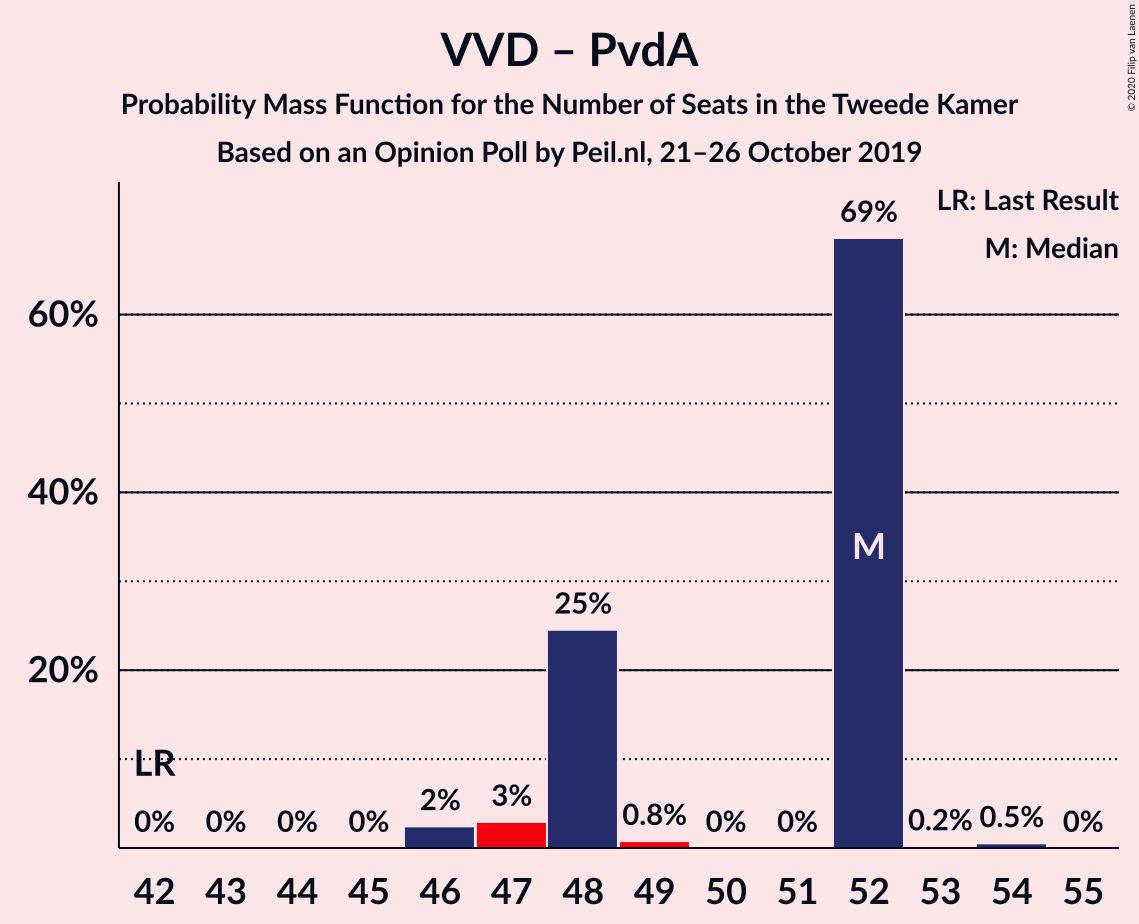 VVD – PvdA
Probability Mass Function for the Number of Seats in the Tweede Kamer
Based on an Opinion Poll by Peil.nl, 21–26 October 2019
© 2020 Filip van Laenen
LR: Last Result
M: Median
69%
60%
40%
M
25%
20%
LR
0% 0% 0% 0% 2% 3% 0.8% 0% 0% 0.2% 0.5% 0%
42 43 44 45 46 47 48 49 50 51 52 53 54 55